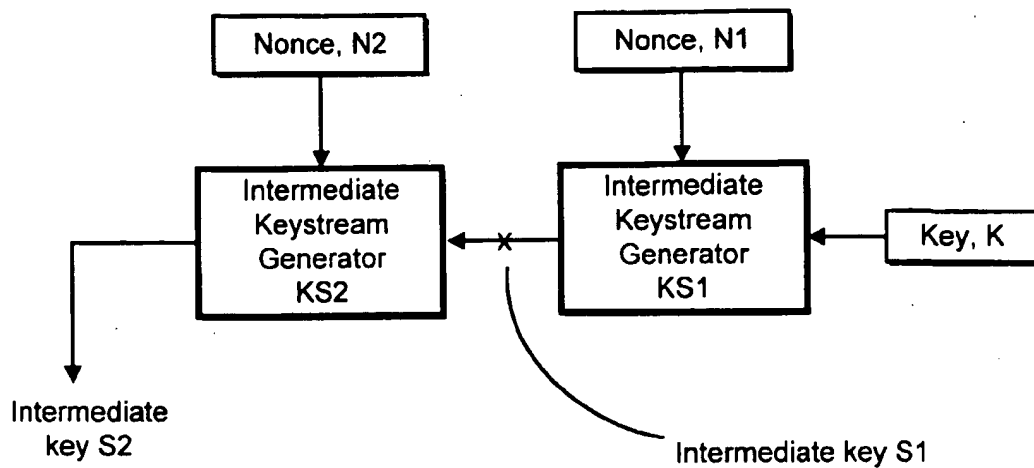 Nonce, N2
Nonce, N1
Intermediate
Keystream
Generator
KS2
Intermediate
Keystream
Generator
KS1
Key, K
Intermediate
key S2
Intermediate key S1